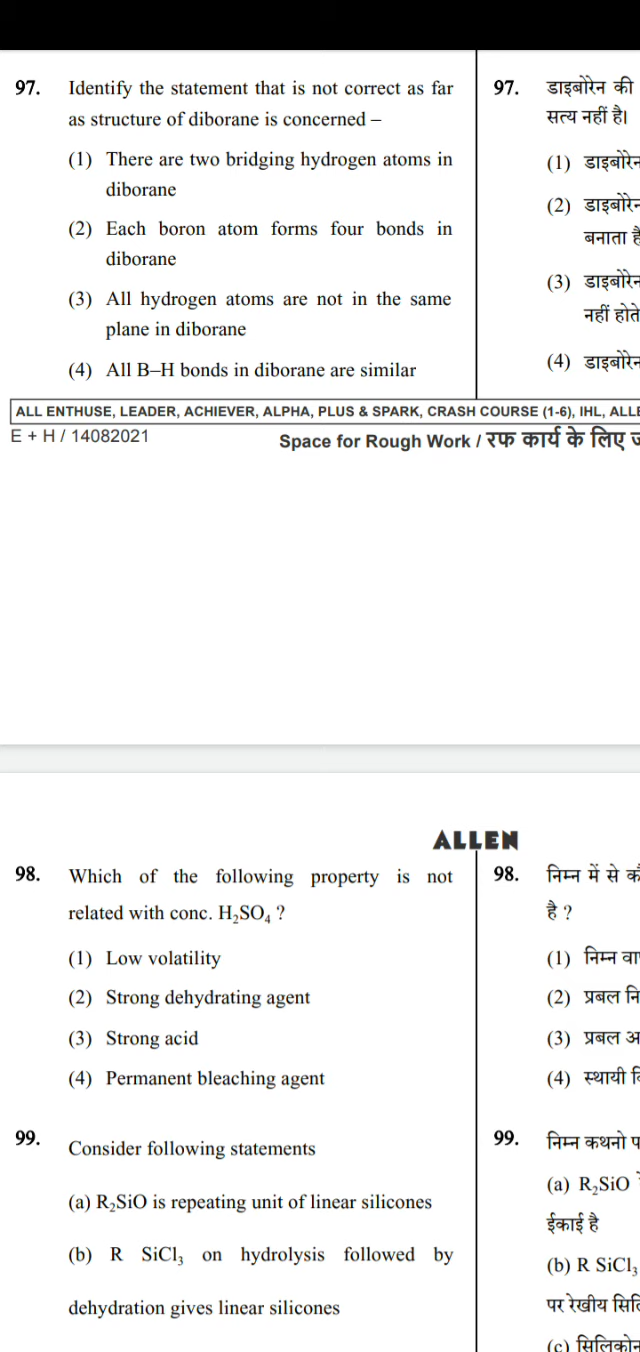 97. Identify the statement that is not correct as far
as structure of diborane is concerned –
(1) There are two bridging hydrogen atoms in
diborane
(2) Each boron atom forms four bonds in
diborane
(3) All hydrogen atoms are not in the same
plane in diborane
(4) All B–H bonds in diborane are similar
97. डाइबोरेन की
सत्य नहीं है।
(1) डाइबोरेन
(2) डाइबोरेन
बनाता है
(3) डाइबोरेन
नहीं होते
(4) डाइबोरेन
ALL ENTHUSE, LEADER, ACHIEVER, ALPHA, PLUS & SPARK, CRASH COURSE (1-6), IHL,
E + H / 14082021
Space for Rough Work / रफ कार्य के लिए
ALLEN
98. Which of the following property is not
related with conc. H₂SO₄ ?
(1) Low volatility
(2) Strong dehydrating agent
(3) Strong acid
(4) Permanent bleaching agent
98. निम्न में से
है ?
(1) निम्न
(2) प्रबल
(3) प्रबल
(4) स्थायी
99. Consider following statements
(a) R₂SiO is repeating unit of linear silicones
(b) R SiCl₃ on hydrolysis followed by
dehydration gives linear silicones
99. निम्न कथनो
(a) R₂SiO
ईकाई है
(b) R SiCl₃
पर रेखीय
(c)